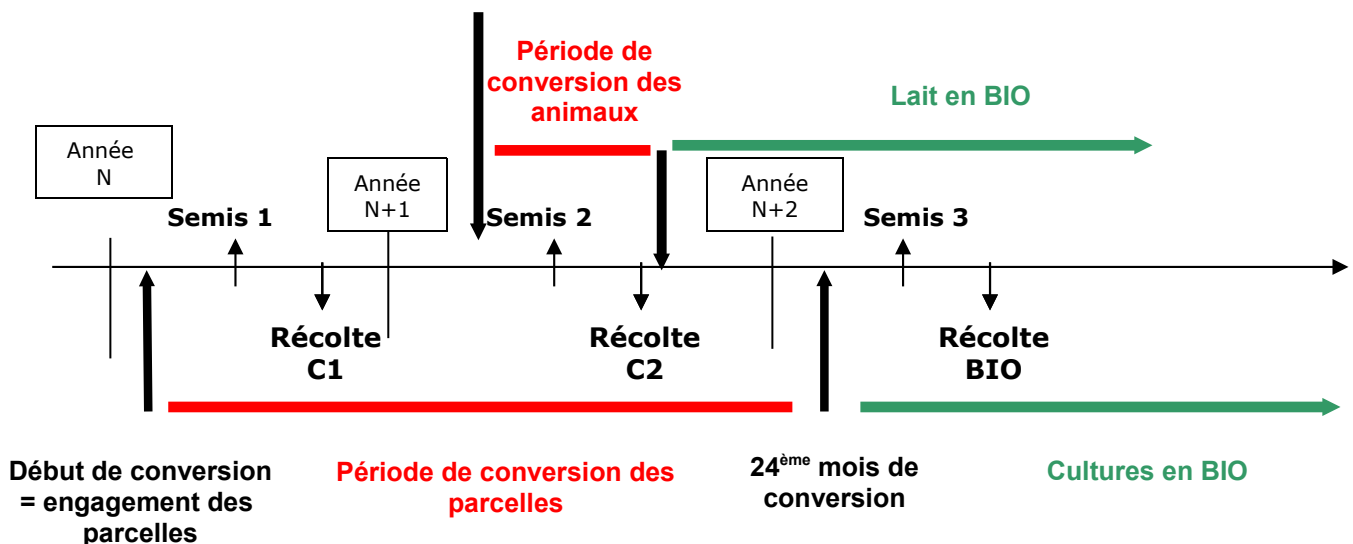 Période de
conversion des
animaux
Lait en BIO
Année
N
Année
N+1
Année
N+2
Semis 1
Semis 2
Semis 3
Récolte
C1
Récolte
C2
Récolte
BIO
Début de conversion
= engagement des
parcelles
Période de conversion des
parcelles
24ème mois de
conversion
Cultures en BIO